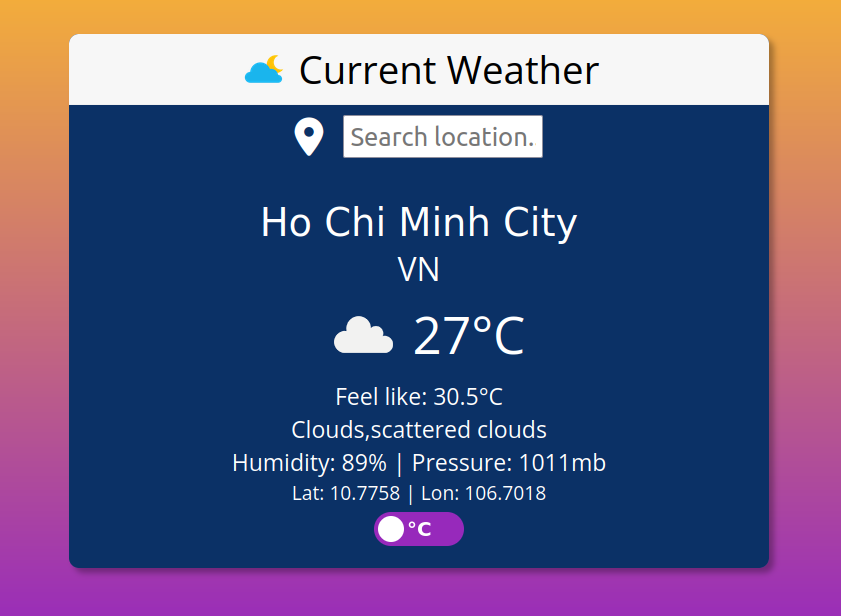 Current Weather
Search location.
Ho Chi Minh City
VN
27°C
Feel like: 30.5°C
Clouds,scattered clouds
Humidity: 89% | Pressure: 1011mb
Lat: 10.7758 | Lon: 106.7018
°C